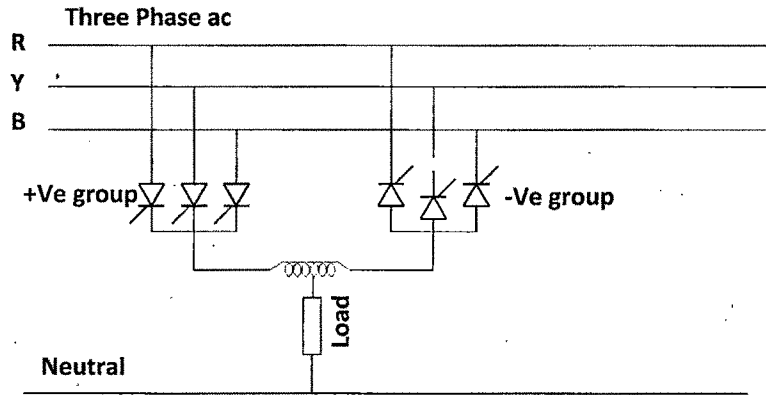 Three Phase ac
R
Y
B
+Ve group
-Ve group
Load
Neutral